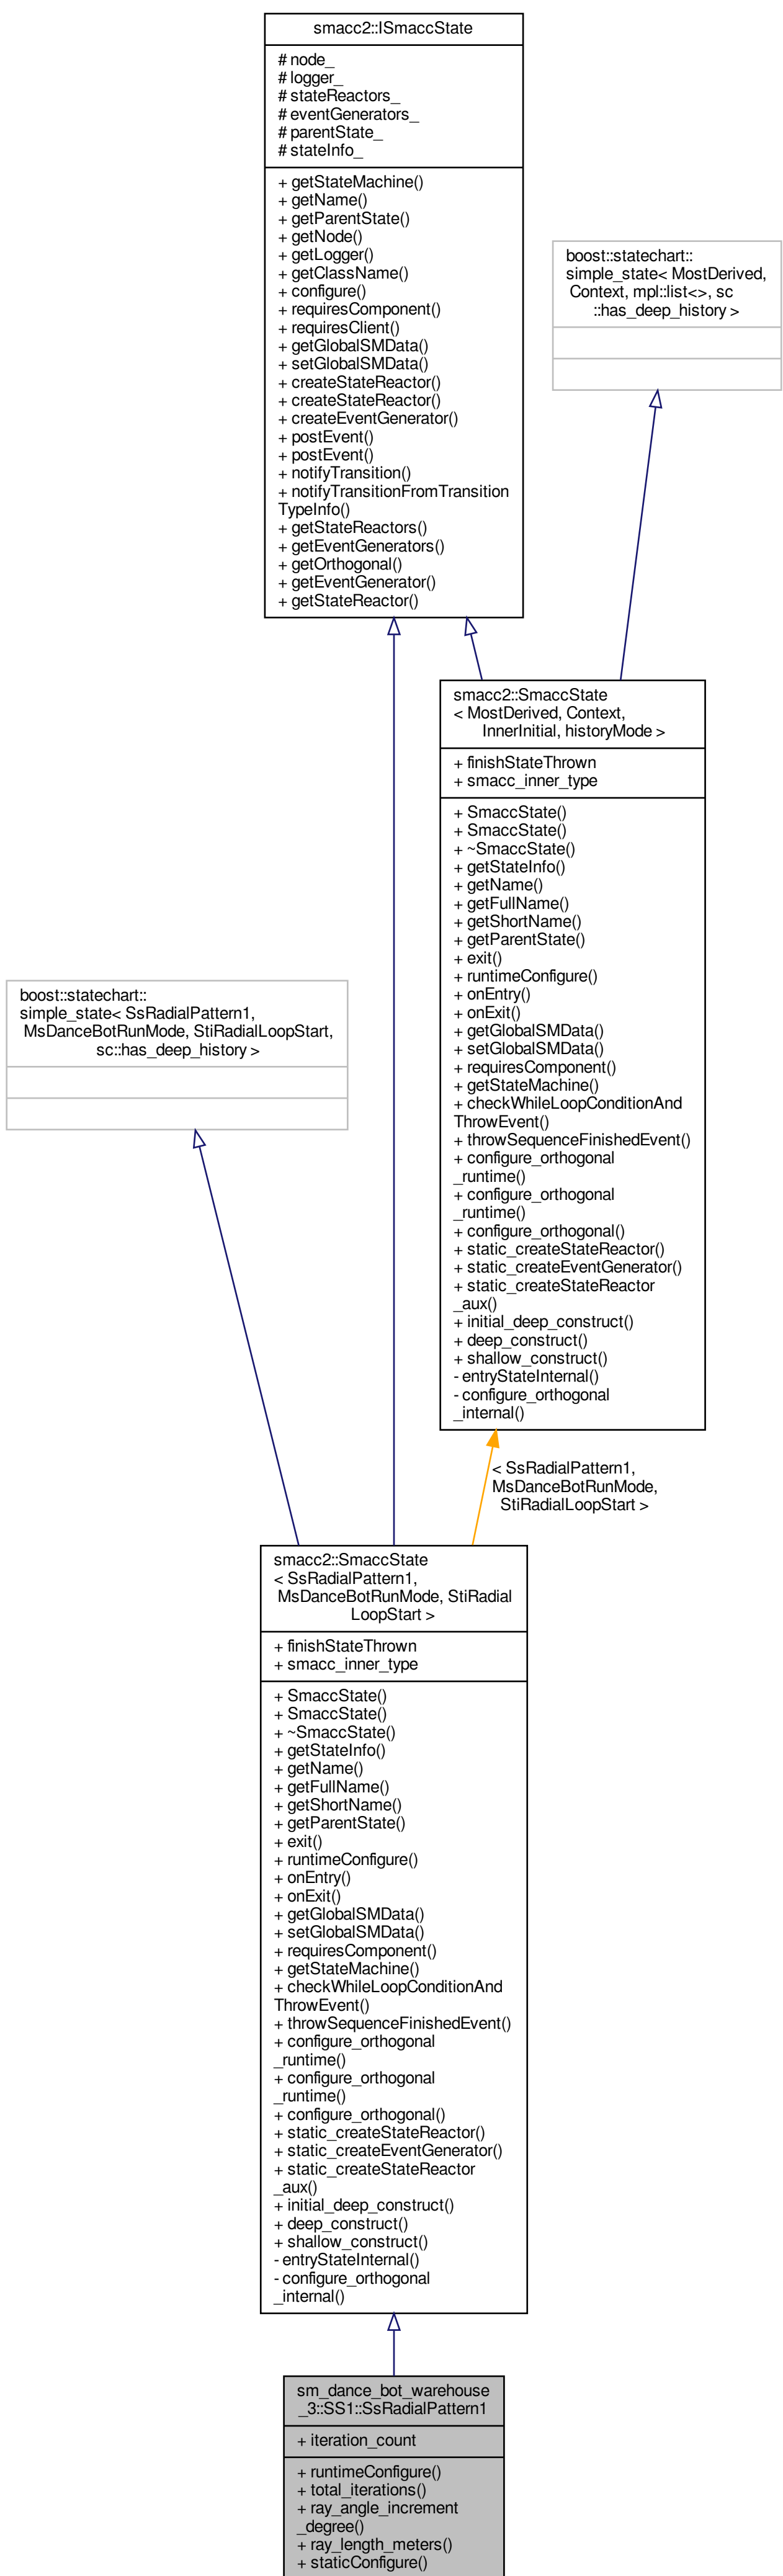 smacc2::ISmaccState
# node_
# logger_
# stateReactors_
# eventGenerators_
# parentState_
# stateInfo_
+ getStateMachine()
+ getName()
+ getParentState()
+ getNode()
+ getLogger()
+ getClassName()
+ configure()
+ requiresComponent()
+ requiresClient()
+ getGlobalSMData()
+ setGlobalSMData()
+ createStateReactor()
+ createStateReactor()
+ createEventGenerator()
+ postEvent()
+ postEvent()
+ notifyTransition()
+ notifyTransitionFromTransition
TypeInfo()
+ getStateReactors()
+ getEventGenerators()
+ getOrthogonal()
+ getEventGenerator()
+ getStateReactor()
boost::statechart::
simple_state< MostDerived,
Context, mpl::list<>, sc
::has_deep_history >
smacc2::SmaccState
< MostDerived, Context,
InnerInitial, historyMode >
+ finishStateThrown
+ smacc_inner_type
+ SmaccState()
+ SmaccState()
+ ~SmaccState()
+ getStateInfo()
+ getName()
+ getFullName()
+ getShortName()
+ getParentState()
+ exit()
+ runtimeConfigure()
+ onEntry()
+ onExit()
+ getGlobalSMData()
+ setGlobalSMData()
+ requiresComponent()
+ getStateMachine()
+ checkWhileLoopConditionAnd
ThrowEvent()
+ throwSequenceFinishedEvent()
+ configure_orthogonal
_runtime()
+ configure_orthogonal
_runtime()
+ configure_orthogonal()
+ static_createStateReactor()
+ static_createEventGenerator()
+ static_createStateReactor
_aux()
+ initial_deep_construct()
+ deep_construct()
+ shallow_construct()
- entryStateInternal()
- configure_orthogonal
_internal()
boost::statechart::
simple_state< SsRadialPattern1,
MsDanceBotRunMode, StiRadialLoopStart,
sc::has_deep_history >
< SsRadialPattern1,
MsDanceBotRunMode,
StiRadialLoopStart >
smacc2::SmaccState
< SsRadialPattern1,
MsDanceBotRunMode, StiRadial
LoopStart >
+ finishStateThrown
+ smacc_inner_type
+ SmaccState()
+ SmaccState()
+ ~SmaccState()
+ getStateInfo()
+ getName()
+ getFullName()
+ getShortName()
+ getParentState()
+ exit()
+ runtimeConfigure()
+ onEntry()
+ onExit()
+ getGlobalSMData()
+ setGlobalSMData()
+ requiresComponent()
+ getStateMachine()
+ checkWhileLoopConditionAnd
ThrowEvent()
+ throwSequenceFinishedEvent()
+ configure_orthogonal
_runtime()
+ configure_orthogonal
_runtime()
+ configure_orthogonal()
+ static_createStateReactor()
+ static_createEventGenerator()
+ static_createStateReactor
_aux()
+ initial_deep_construct()
+ deep_construct()
+ shallow_construct()
- entryStateInternal()
- configure_orthogonal
_internal()
sm_dance_bot_warehouse
_3::SS1::SsRadialPattern1
+ iteration_count
+ runtimeConfigure()
+ total_iterations()
+ ray_angle_increment
_degree()
+ ray_length_meters()
+ staticConfigure()